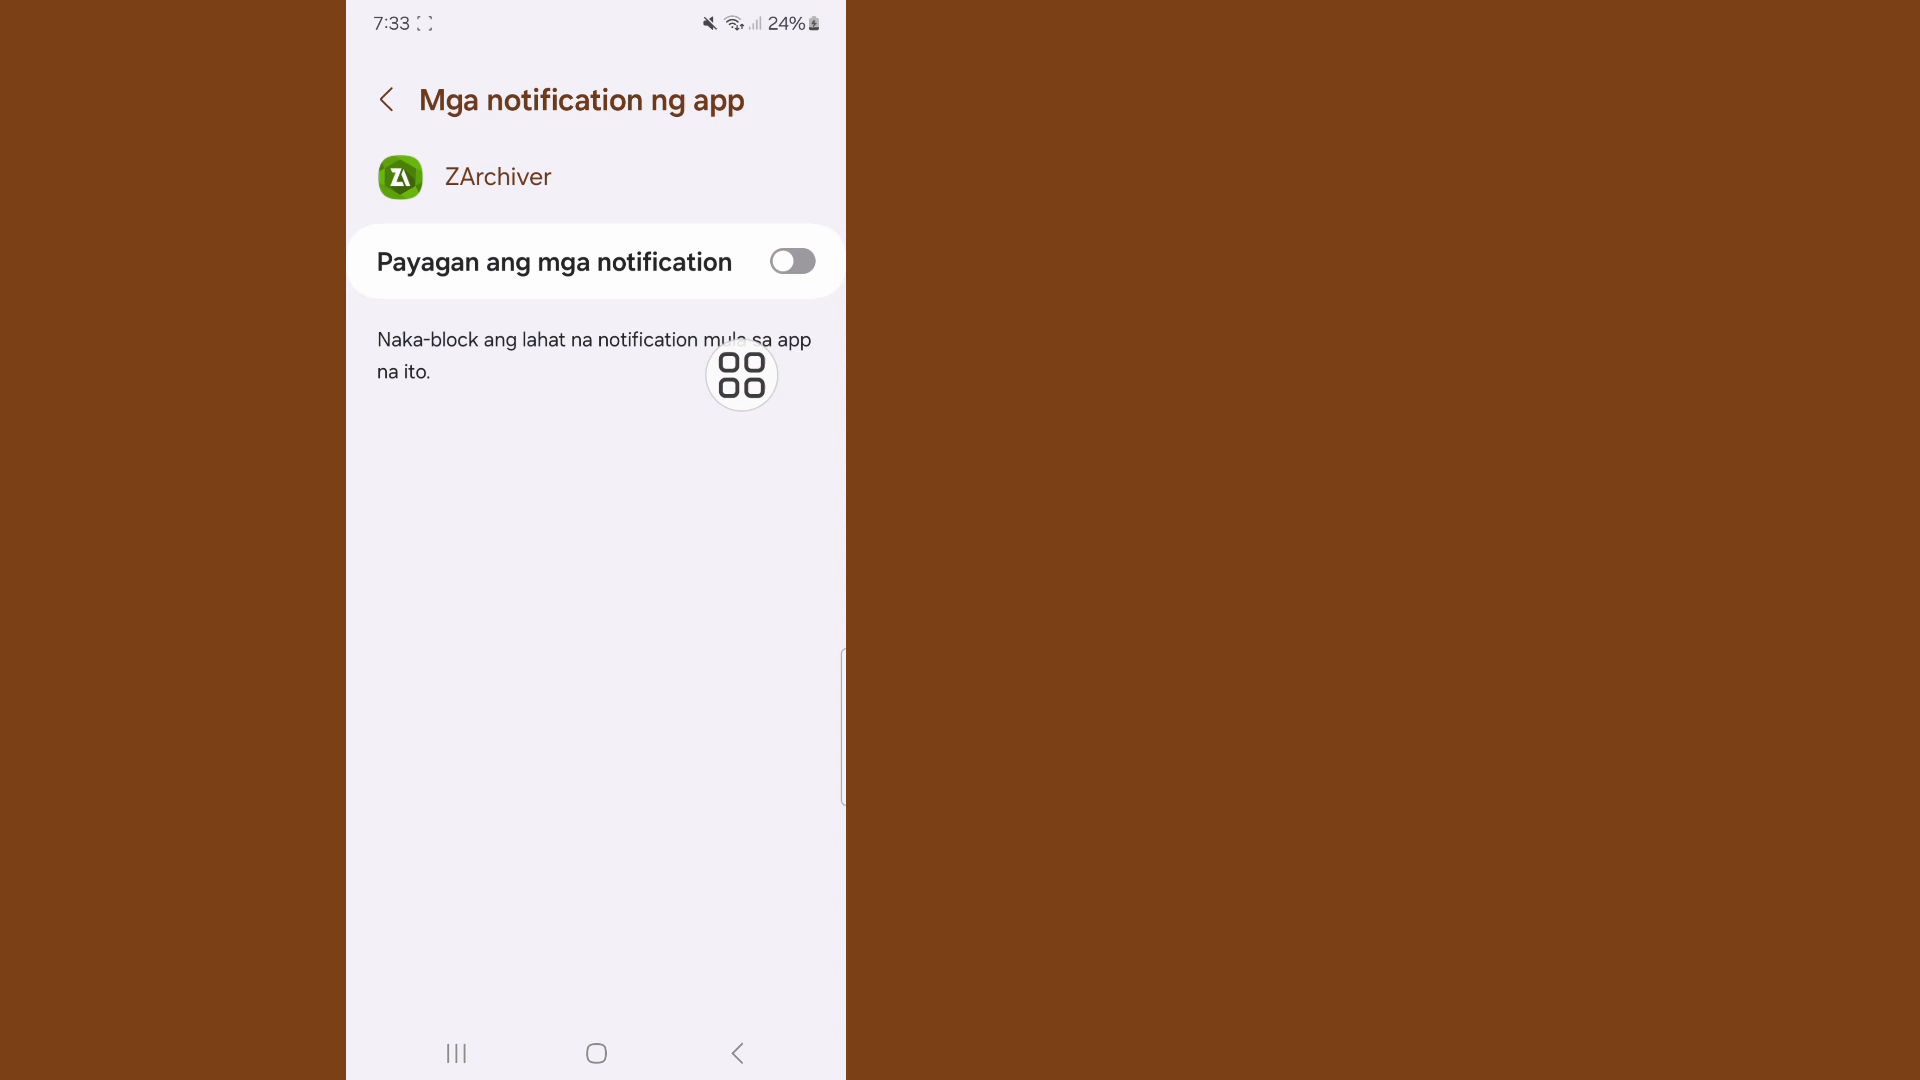 7:33 24%
Mga notification ng app
ZArchiver
Payagan ang mga notification
Naka-block ang lahat na notification mula sa app
na ito.